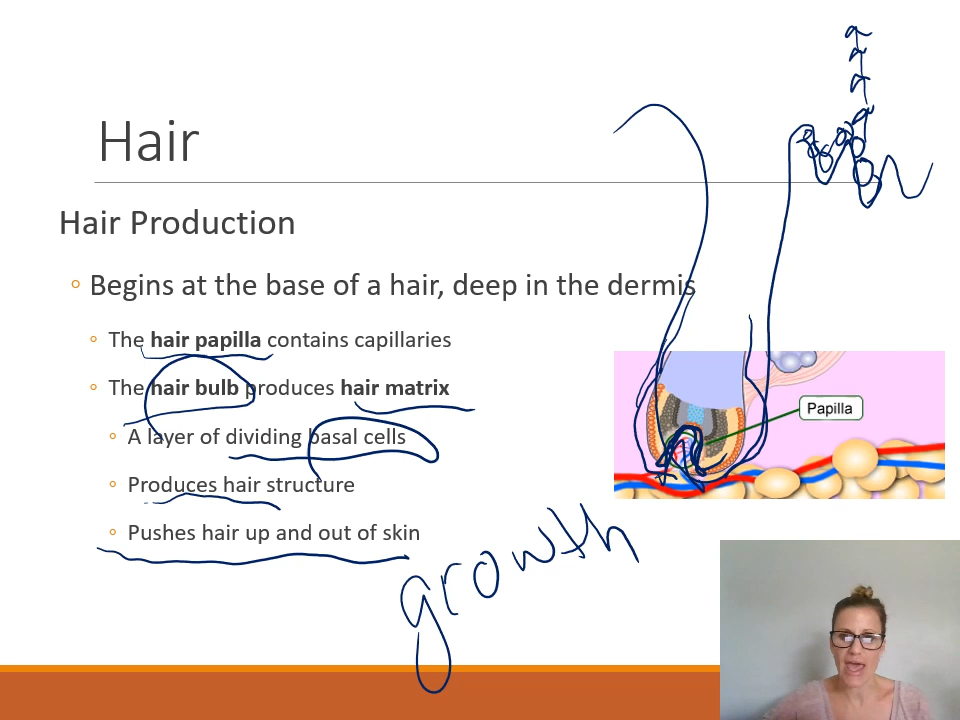 Hair
Hair Production
◦ Begins at the base of a hair, deep in the dermis
◦ The hair papilla contains capillaries
◦ The hair bulb produces hair matrix
◦ A layer of dividing basal cells
◦ Produces hair structure
◦ Pushes hair up and out of skin
Papilla
growth